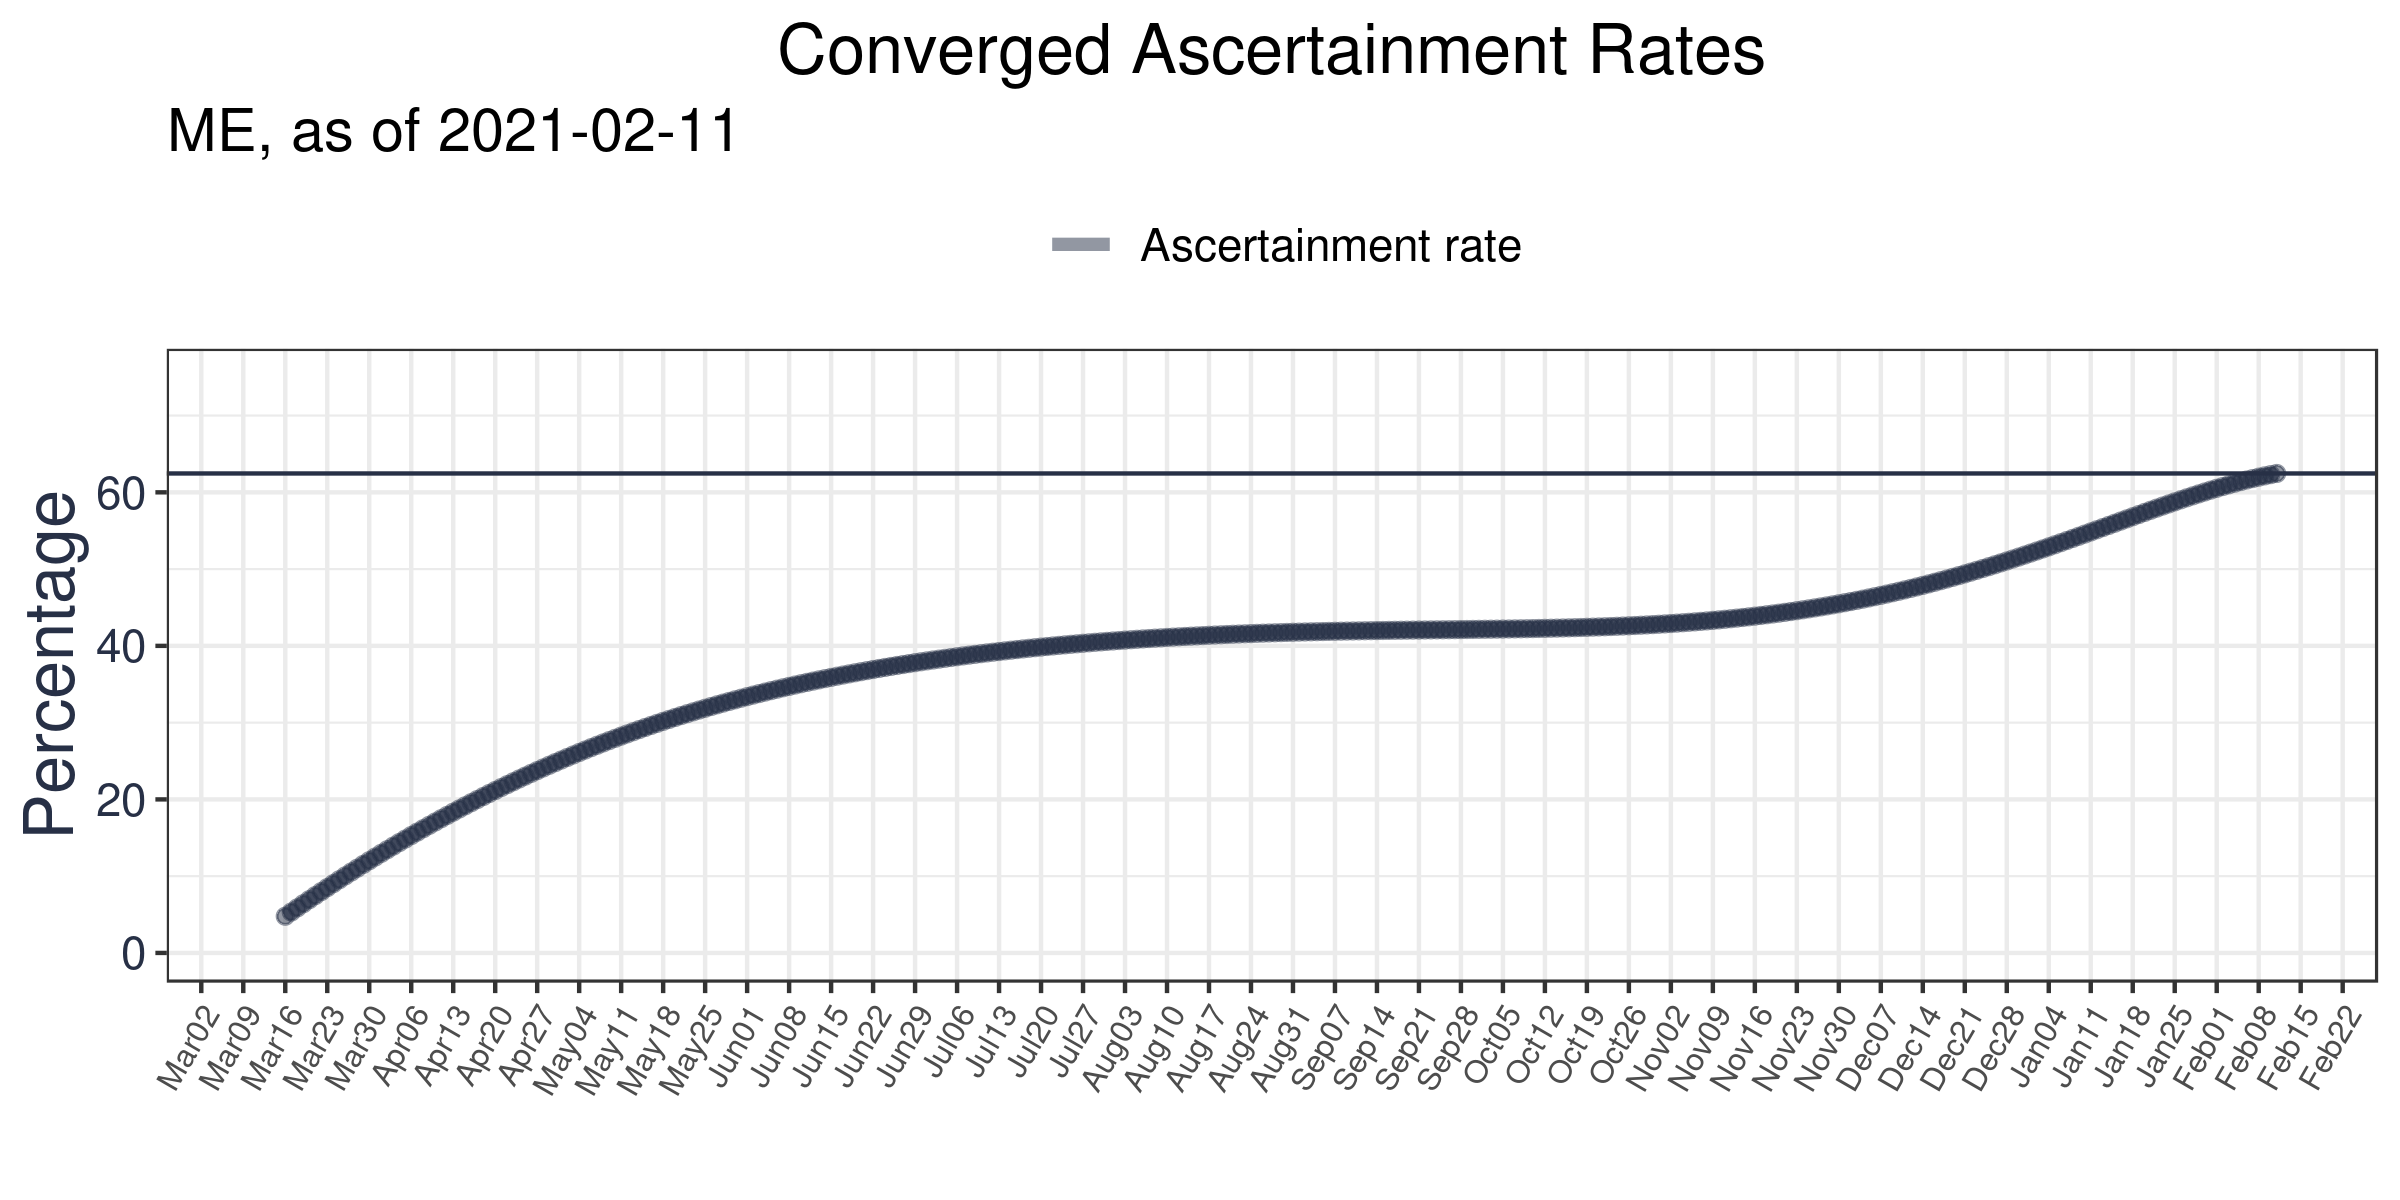 Converged Ascertainment Rates
ME, as of 2021-02-11
Ascertainment rate
Percentage
60
40
20
0
Mar02
Mar09
Mar16
Mar23
Mar30
Apr06
Apr13
Apr20
Apr27
May04
May11
May18
May25
Jun01
Jun08
Jun15
Jun22
Jun29
Jul06
Jul13
Jul20
Jul27
Aug03
Aug10
Aug17
Aug24
Aug31
Sep07
Sep14
Sep21
Sep28
Oct05
Oct12
Oct19
Oct26
Nov02
Nov09
Nov16
Nov23
Nov30
Dec07
Dec14
Dec21
Dec28
Jan04
Jan11
Jan18
Jan25
Feb01
Feb08
Feb15
Feb22